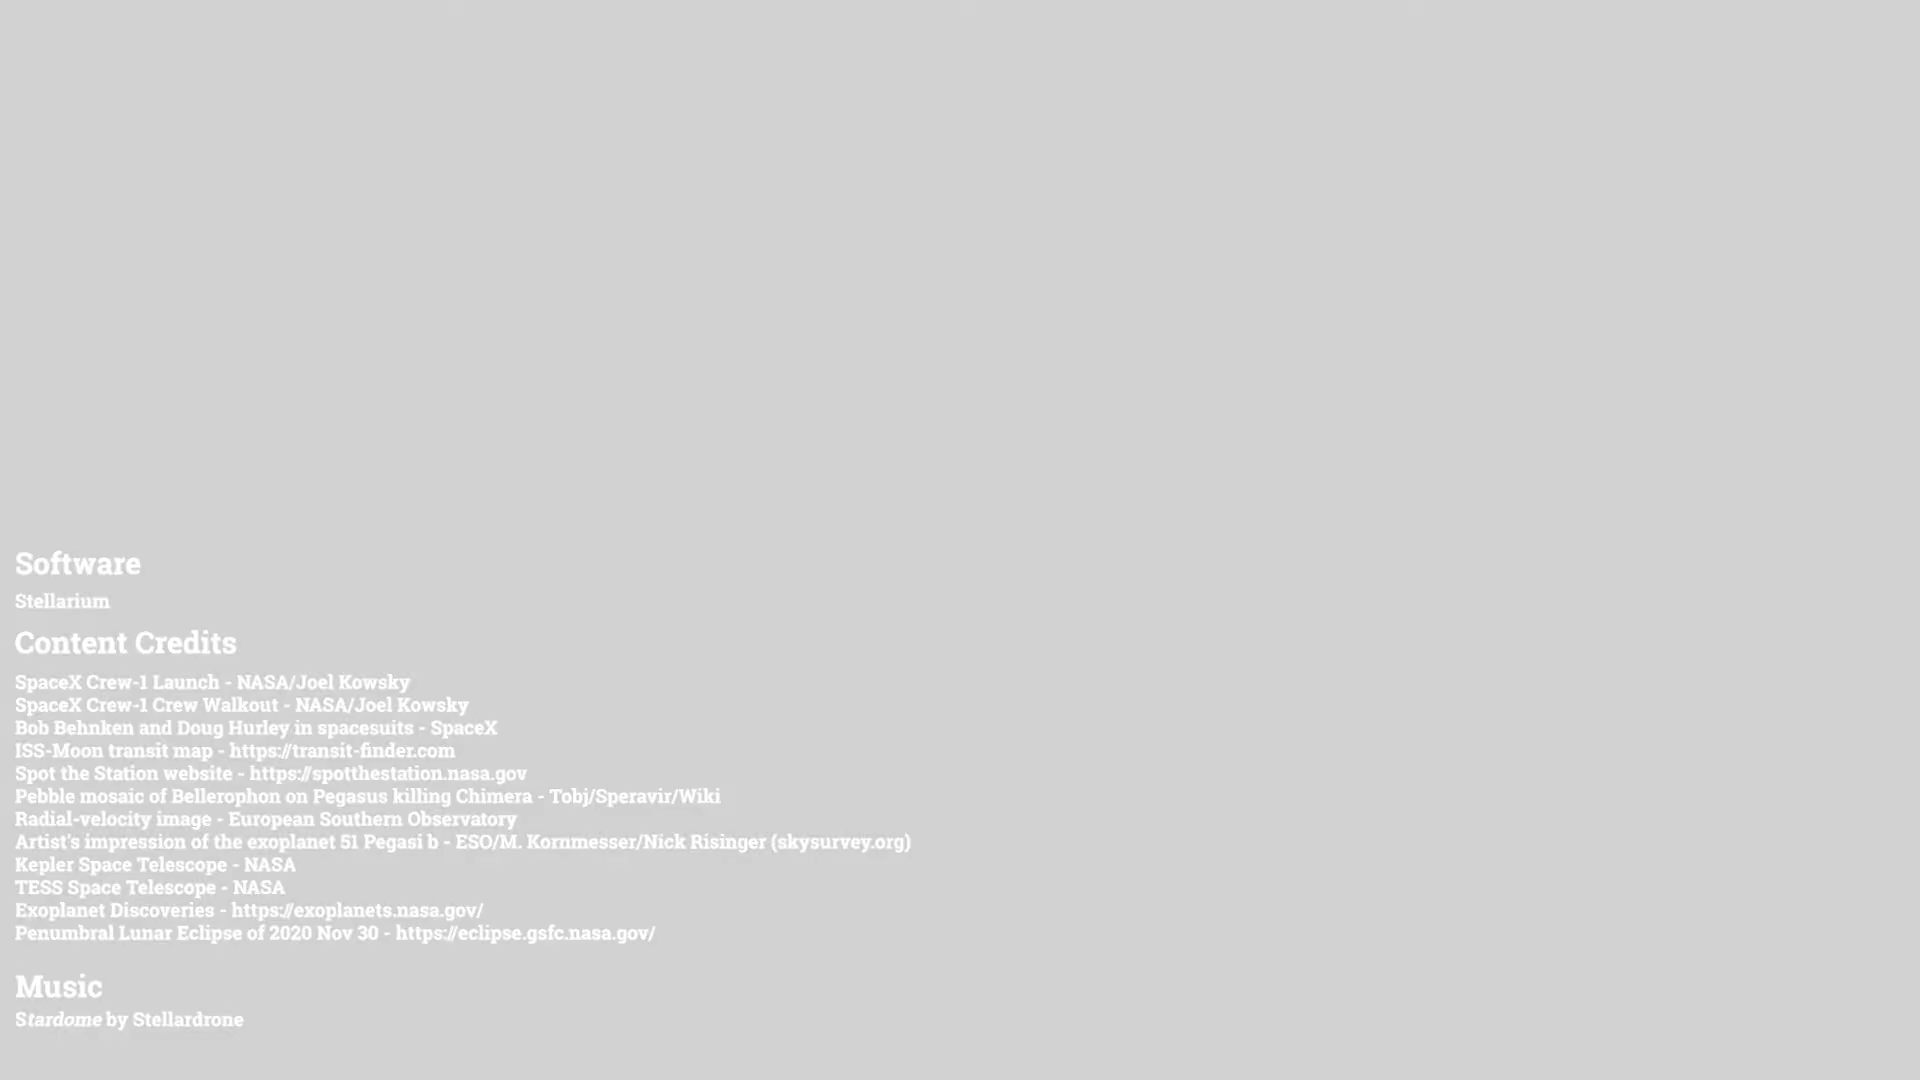 Software
Stellarium
Content Credits
SpaceX Crew-1 Launch - NASA/Joel Kowsky
SpaceX Crew-1 Crew Walkout - NASA/Joel Kowsky
Bob Behnken and Doug Hurley in spacesuits - SpaceX
ISS-Moon transit map - https://transit-finder.com
Spot the Station website - https://spotthestation.nasa.gov
Pebble mosaic of Bellerophon on Pegasus killing Chimera - Tobj/Speravir/Wiki
Radial-velocity image - European Southern Observatory
Artist's impression of the exoplanet 51 Pegasi b - ESO/M. Kornmesser/Nick Risinger (skysurvey.org)
Kepler Space Telescope - NASA
TESS Space Telescope - NASA
Exoplanet Discoveries - https://exoplanets.nasa.gov/
Penumbral Lunar Eclipse of 2020 Nov 30 - https://eclipse.gsfc.nasa.gov/
Music
Stardome by Stellardrone